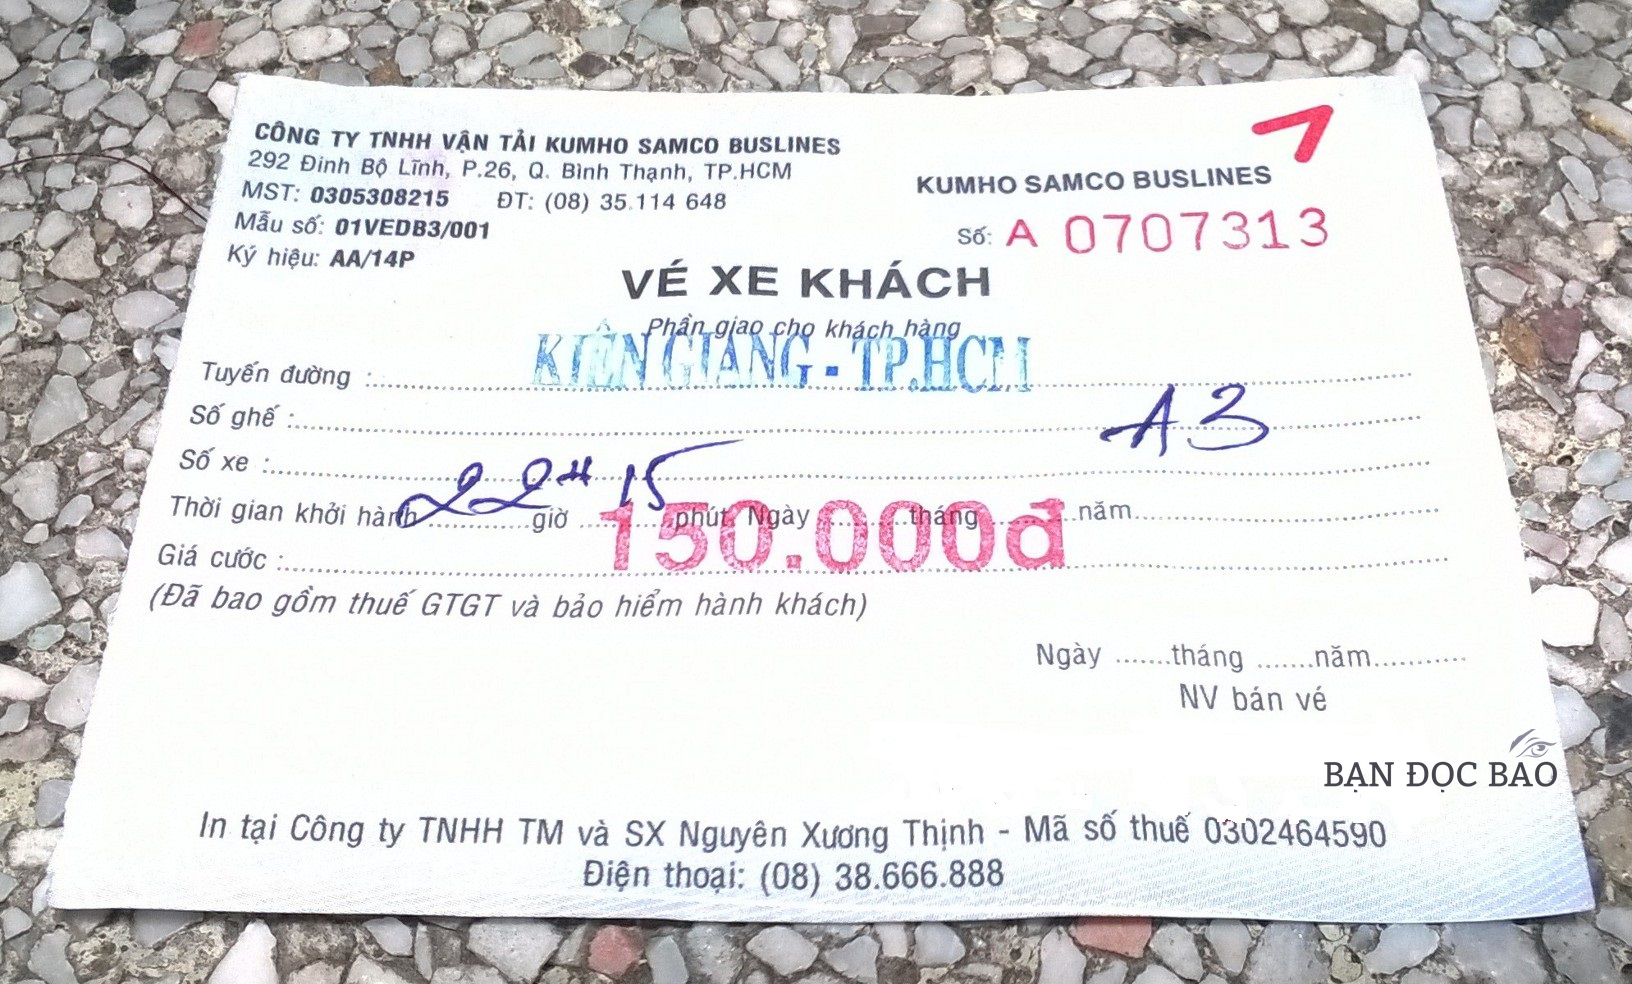 CÔNG TY TNHH VẬN TẢI KUMHO SAMCO BUSLINES
292 Đinh Bộ Lĩnh, P.26, Q. Bình Thạnh, TP.HCM
MST: 0305308215 ĐT: (08) 35.114 648
Mẫu số: 01VEDB3/001
Ký hiệu: AA/14P
KUMHO SAMCO BUSLINES
Số: A 0707313
VÉ XE KHÁCH
Phần giao cho khách hàng
KIÊN GIANG - TP.HCM
Tuyến đường :
Số ghế : A3
Số xe :
22H 15
Thời gian khởi hành ........ giờ ........ phút Ngày ........ tháng ........ năm
Giá cước : 150.000đ
(Đã bao gồm thuế GTGT và bảo hiểm hành khách)
Ngày .......tháng .......năm...........
NV bán vé
BẠN ĐỌC BÁO
In tại Công ty TNHH TM và SX Nguyên Xương Thịnh - Mã số thuế 0302464590
Điện thoại: (08) 38.666.888